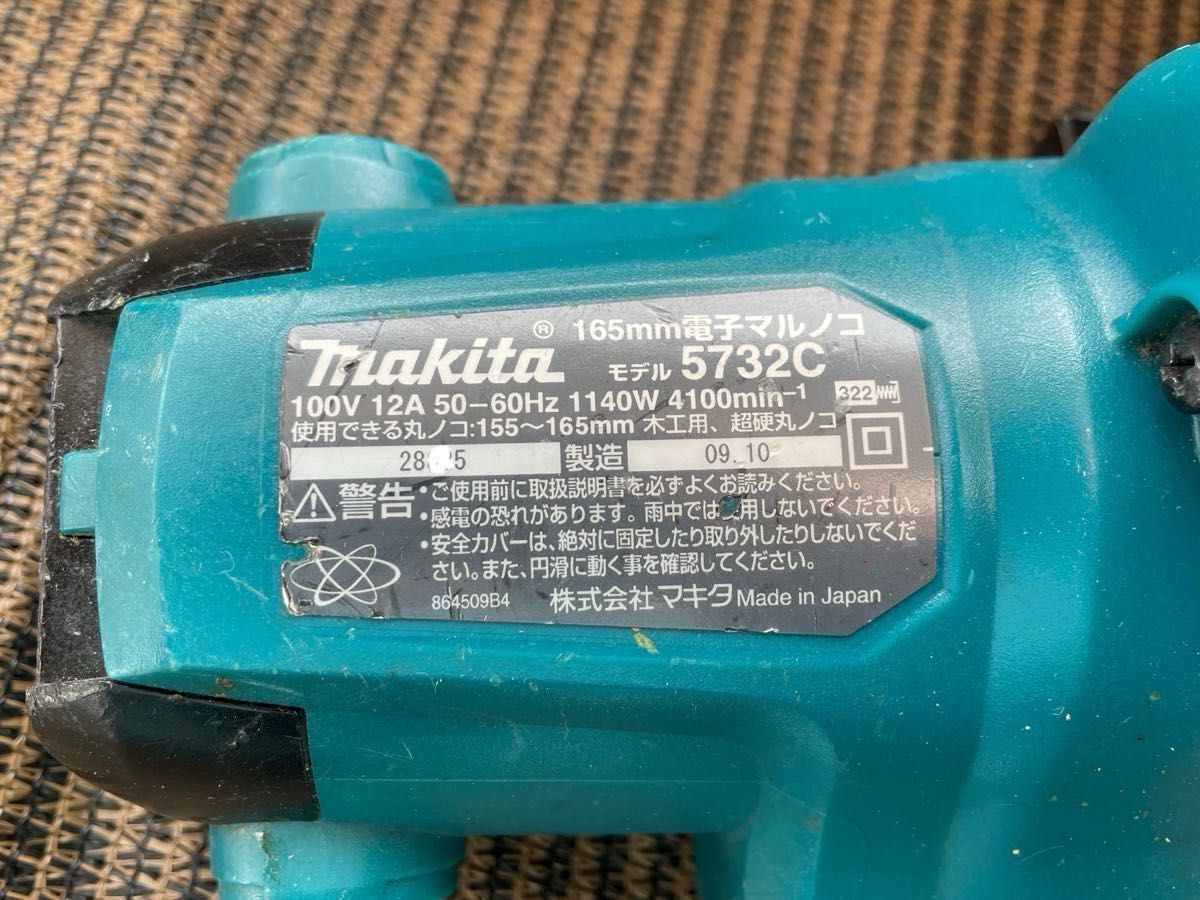 165mm電子マルノコ
makita® モデル 5732C
100V 12A 50-60Hz 1140W 4100min⁻¹ 322
使用できる丸ノコ:155〜165mm 木工用、超硬丸ノコ
製造 09.10
警告 ・ご使用前に取扱説明書を必ずよくお読みください。
・感電の恐れがあります。雨中では使用しないでください。
・安全カバーは、絶対に固定したり取り外したりしないでくだ
さい。また、円滑に動く事を確認してください。
864509B4 株式会社マキタ Made in Japan